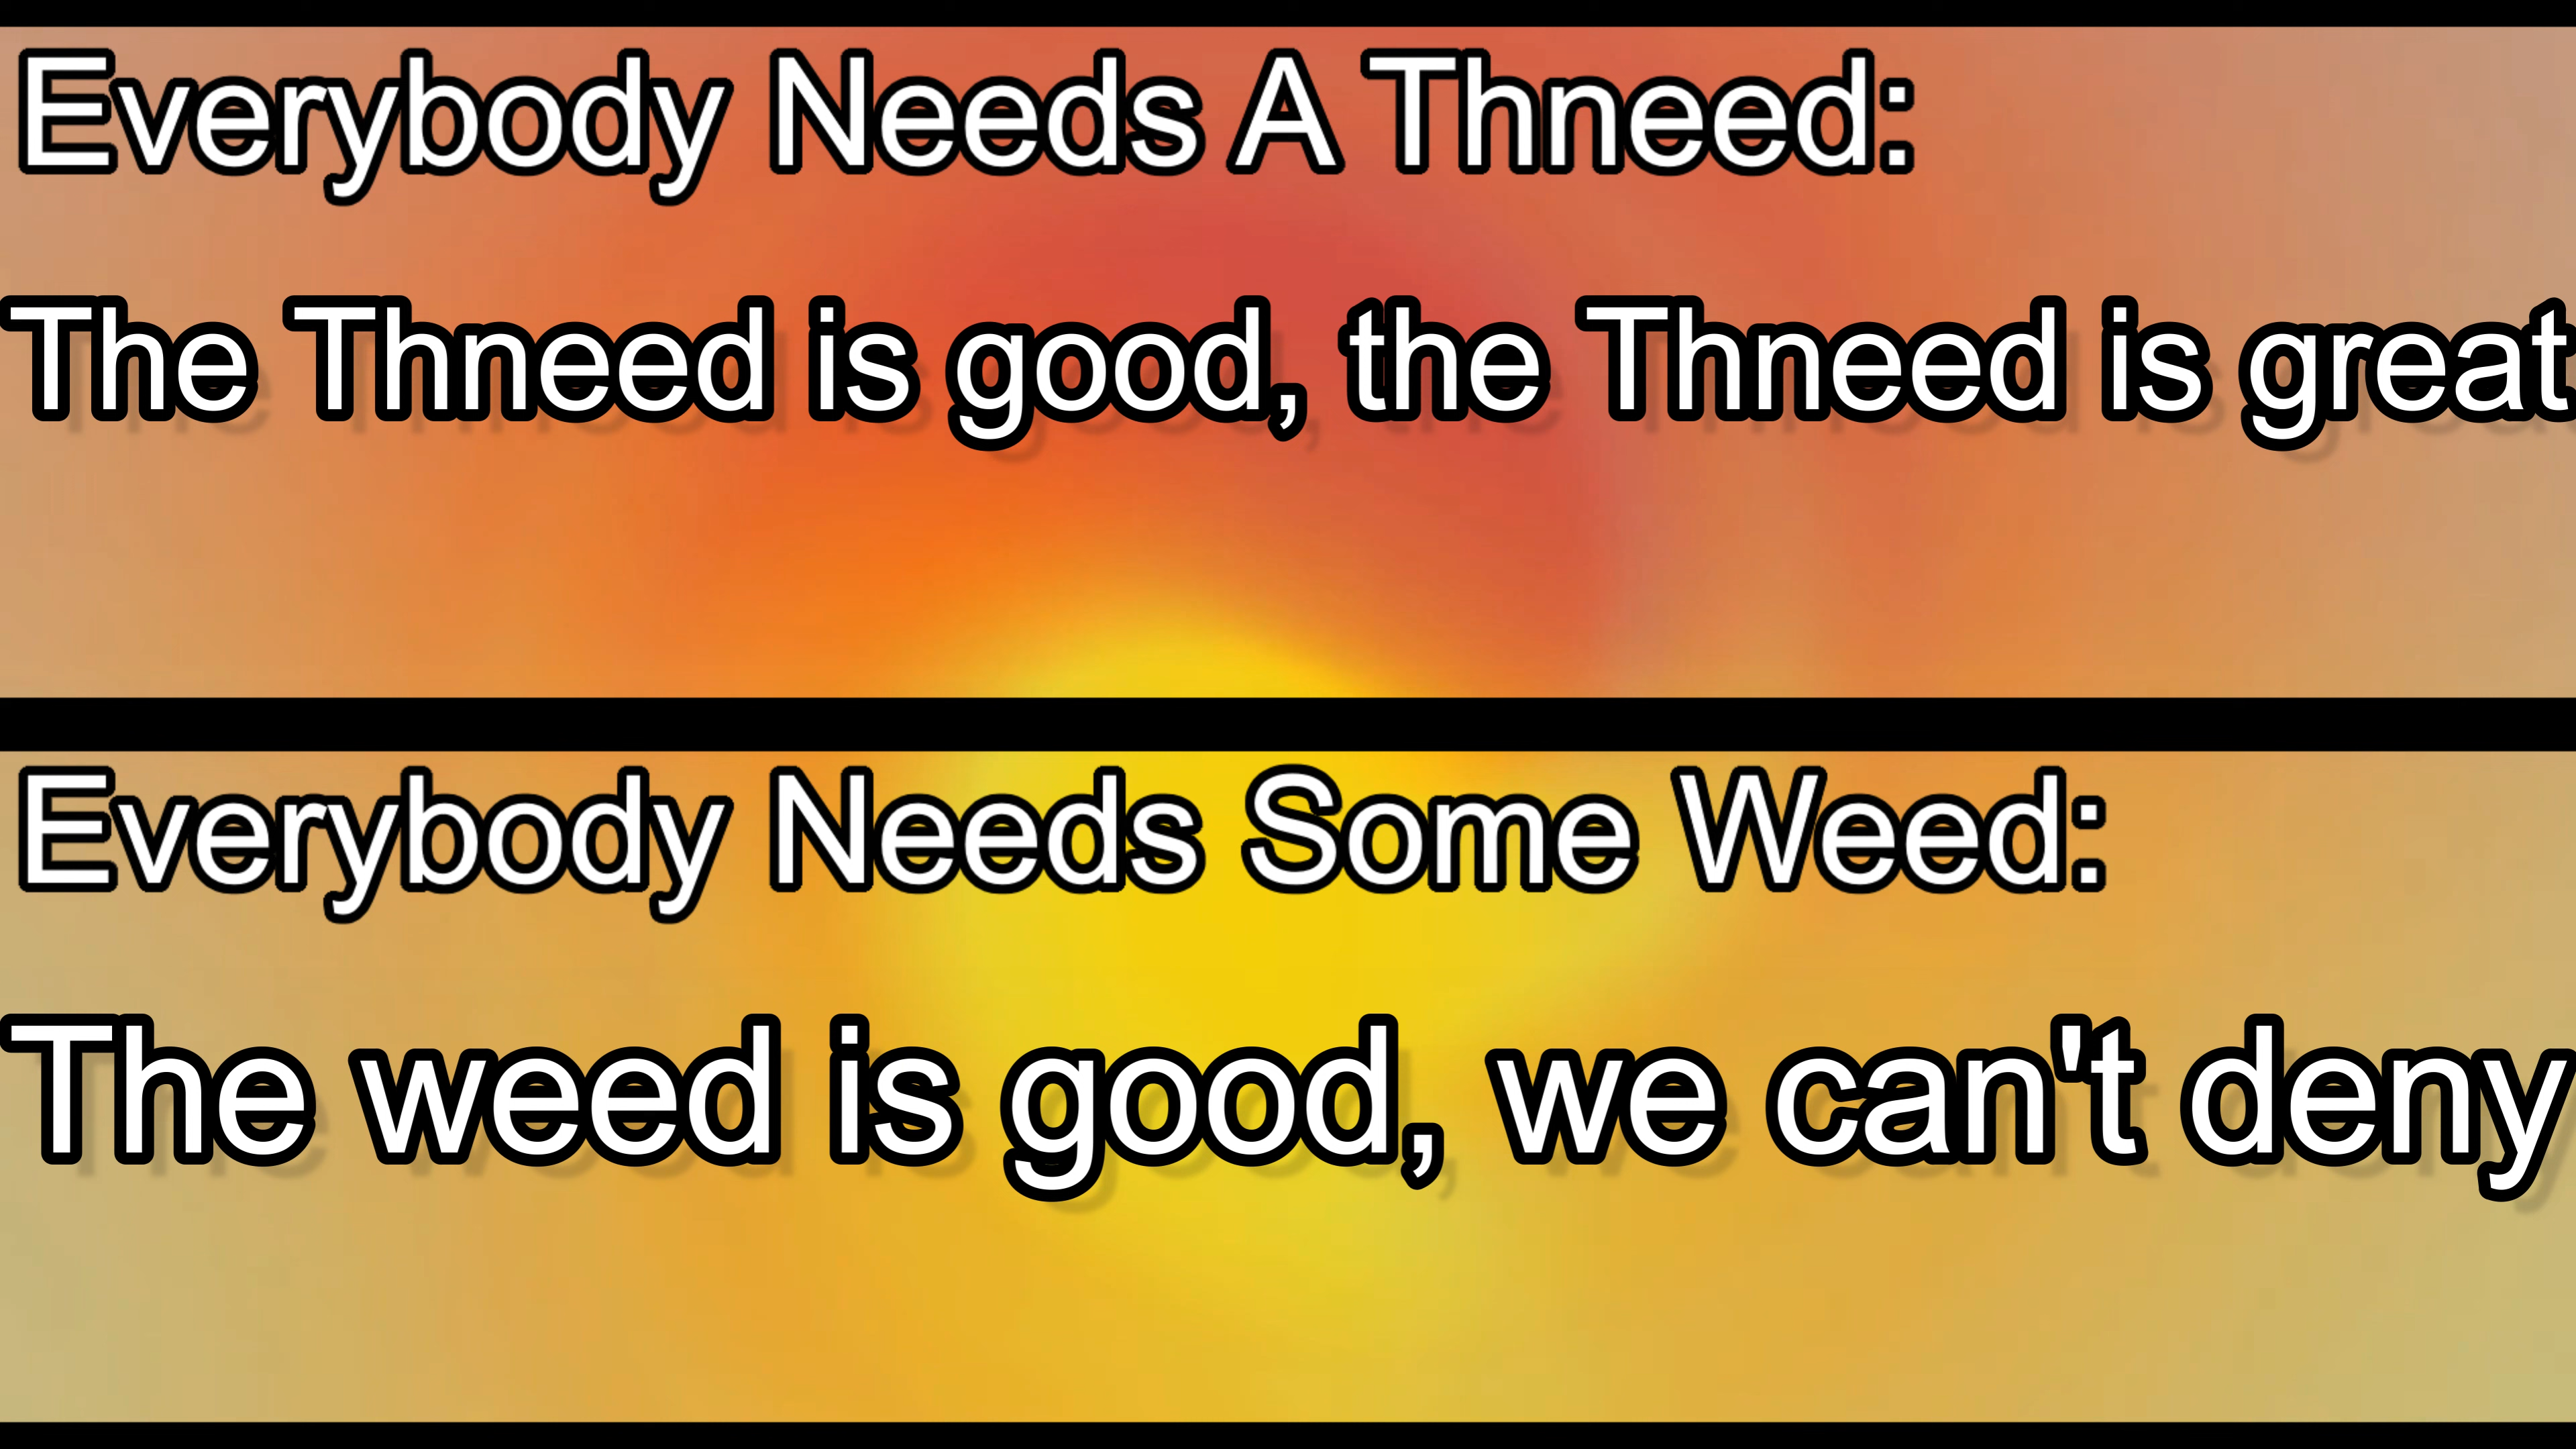 Everybody Needs A Thneed:
The Thneed is good, the Thneed is great
Everybody Needs Some Weed:
The weed is good, we can't deny